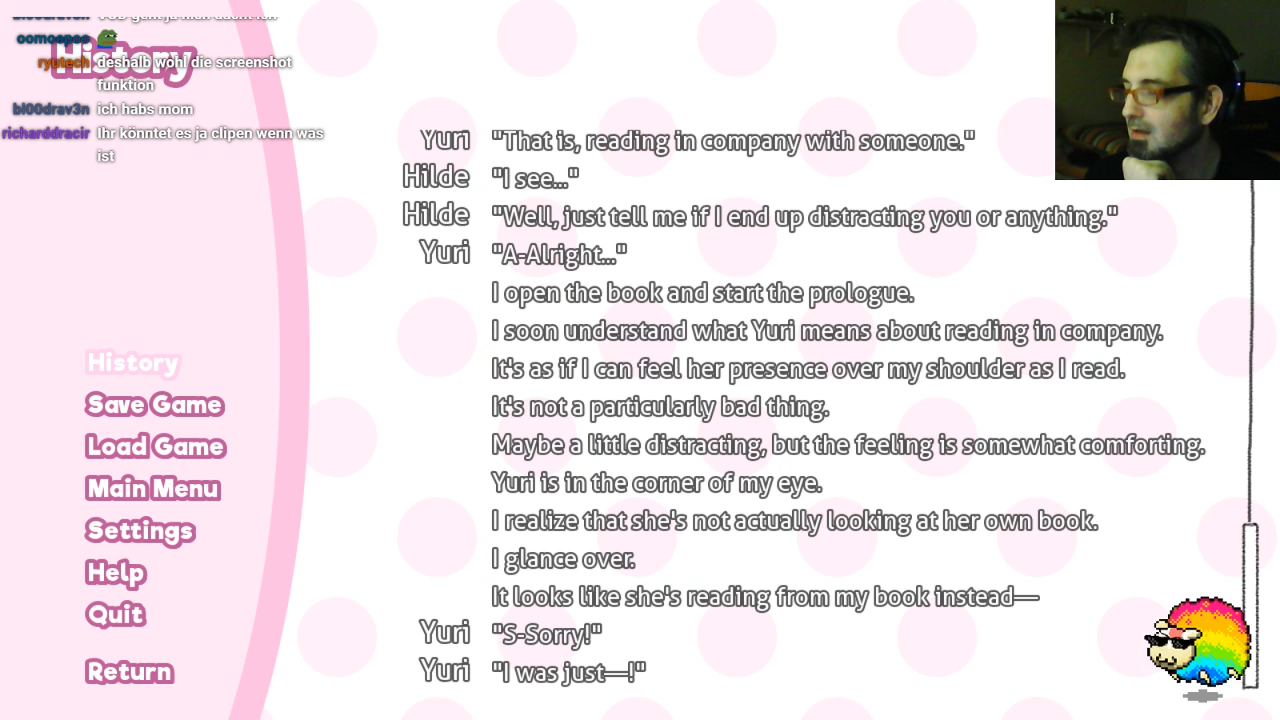 oomoepee
History
ryutech deshalb wohl die screenshot
funktion
bl00drav3n ich habs mom
richarddracir Ihr könntet es ja clipen wenn was
ist
Yuri "That is, reading in company with someone."
Hilde "I see..."
Hilde "Well, just tell me if I end up distracting you or anything."
Yuri "A-Alright..."
I open the book and start the prologue.
I soon understand what Yuri means about reading in company.
It's as if I can feel her presence over my shoulder as I read.
It's not a particularly bad thing.
Maybe a little distracting, but the feeling is somewhat comforting.
Yuri is in the corner of my eye.
I realize that she's not actually looking at her own book.
I glance over.
It looks like she's reading from my book instead—
Yuri "S-Sorry!"
Yuri "I was just—!"
History
Save Game
Load Game
Main Menu
Settings
Help
Quit
Return